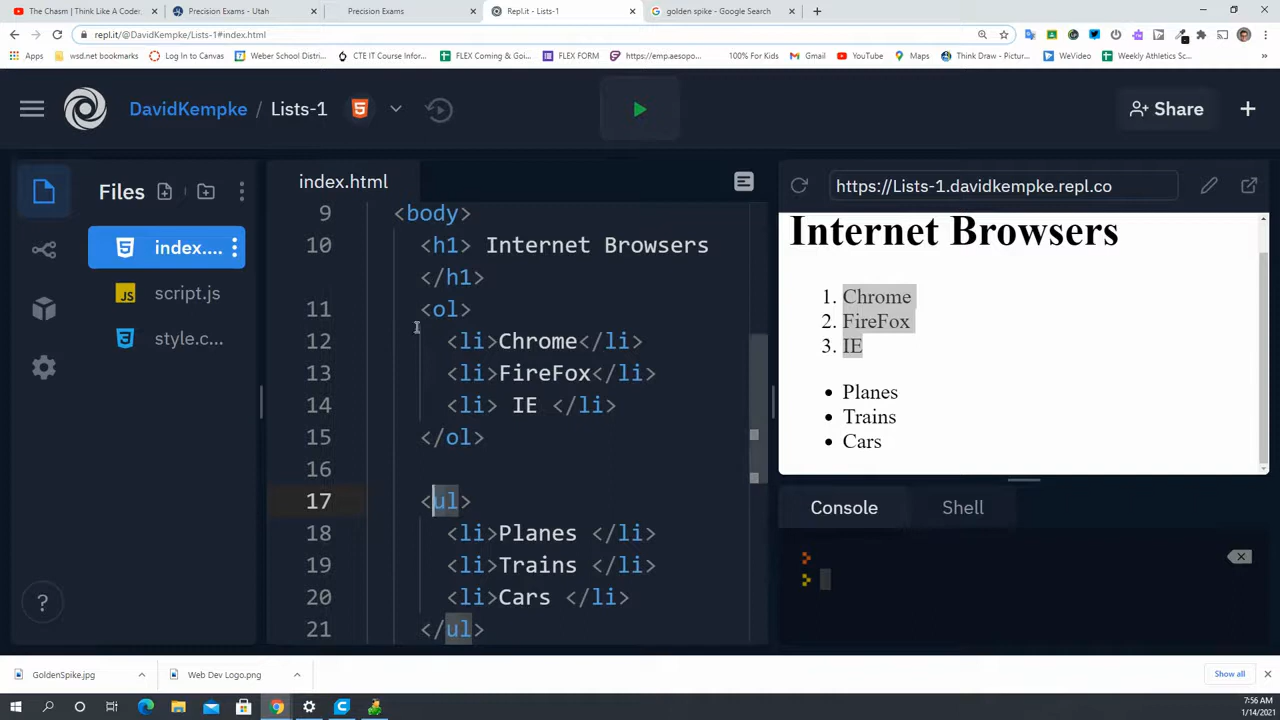 The Chasm | Think Like A Coder,
Precision Exams - Utah
Precision Exams
Repl.it - Lists-1
golden spike - Google Search
repl.it/@DavidKempke/Lists-1#index.html
Apps
wsd.net bookmarks
Log In to Canvas
Weber School Distri...
CTE IT Course Infor...
FLEX Coming & Goi...
FLEX FORM
https://emp.aesopo...
100% For Kids
Gmail
YouTube
Maps
Think Draw - Pictur...
WeVideo
Weekly Athletics Sc...
DavidKempke / Lists-1
Share
Files
index....
script.js
style.c...
index.html
9 <body>
10 <h1> Internet Browsers
</h1>
11 <ol>
12 <li>Chrome</li>
13 <li>FireFox</li>
14 <li> IE </li>
15 </ol>
16
17 <ul>
18 <li>Planes </li>
19 <li>Trains </li>
20 <li>Cars </li>
21 </ul>
https://Lists-1.davidkempke.repl.co
Internet Browsers
1. Chrome
2. FireFox
3. IE
• Planes
• Trains
• Cars
Console
Shell
GoldenSpike.jpg
Web Dev Logo.png
Show all
7:56 AM
1/14/2021